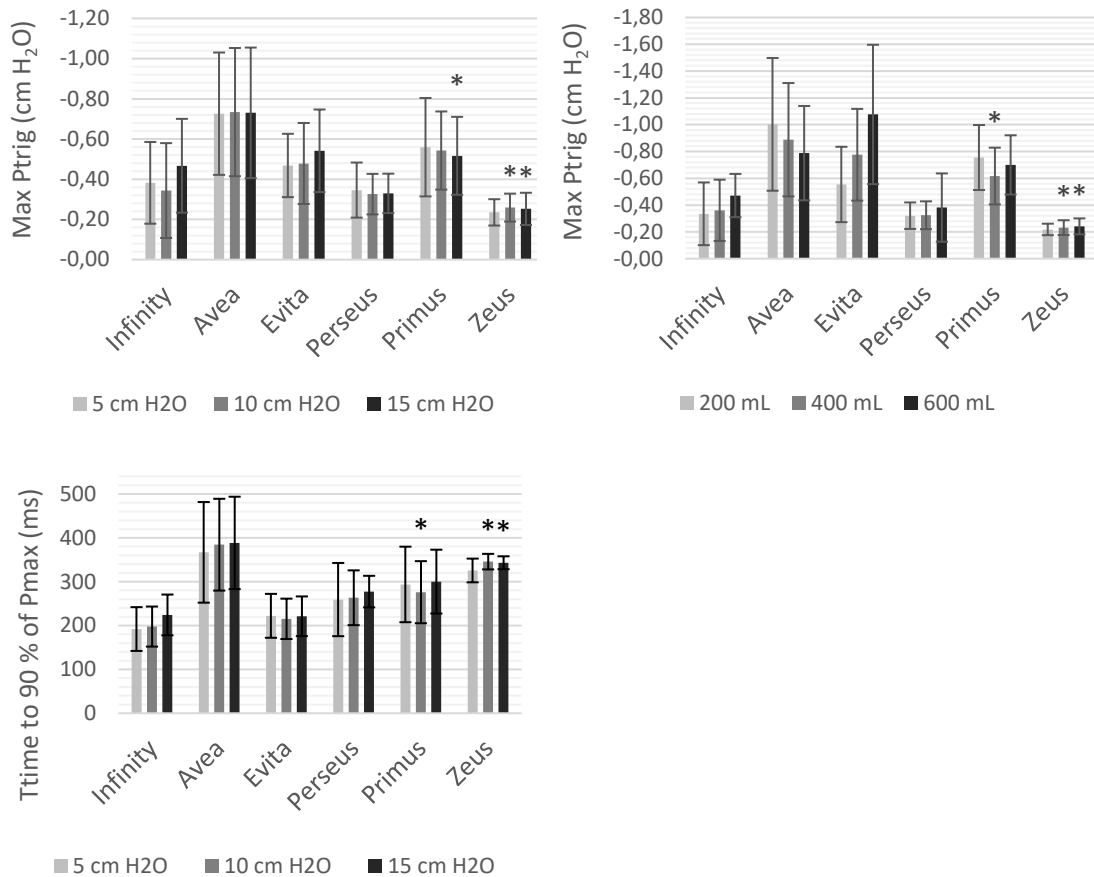 Max Ptrig (cm H2O)
-1,20
-1,00
-0,80
-0,60
-0,40
-0,20
-0,00
*
* *
Infinity
Avea
Evita
Perseus
Primus
Zeus
5 cm H2O 10 cm H2O 15 cm H2O
Max Ptrig (cm H2O)
-1,80
-1,60
-1,40
-1,20
-1,00
-0,80
-0,60
-0,40
-0,20
-0,00
*
* *
Infinity
Avea
Evita
Perseus
Primus
Zeus
200 mL 400 mL 600 mL
Ttime to 90 % of Pmax (ms)
500
400
300
200
100
0
*
* *
Infinity
Avea
Evita
Perseus
Primus
Zeus
5 cm H2O 10 cm H2O 15 cm H2O